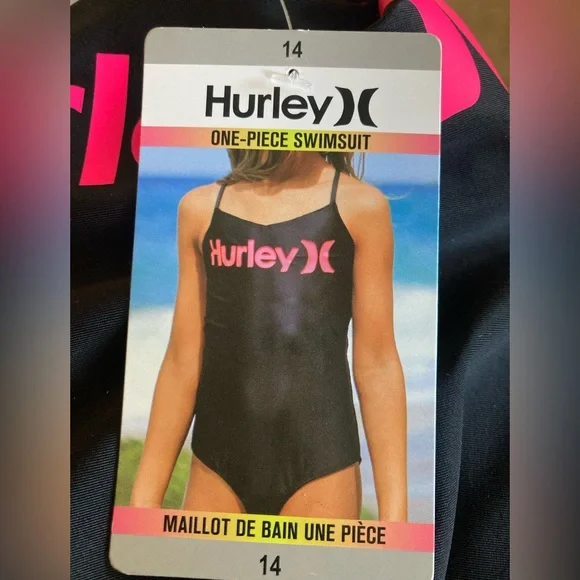 14
Hurley
ONE-PIECE SWIMSUIT
Hurley
MAILLOT DE BAIN UNE PIÈCE
14